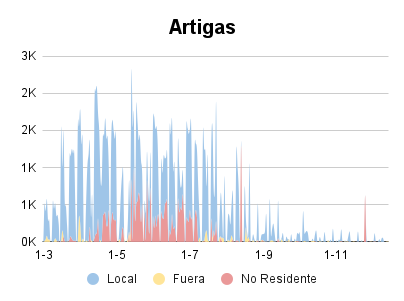 Artigas
3K
2K
2K
1K
1K
0K
1-3 1-5 1-7 1-9 1-11
Local Fuera No Residente